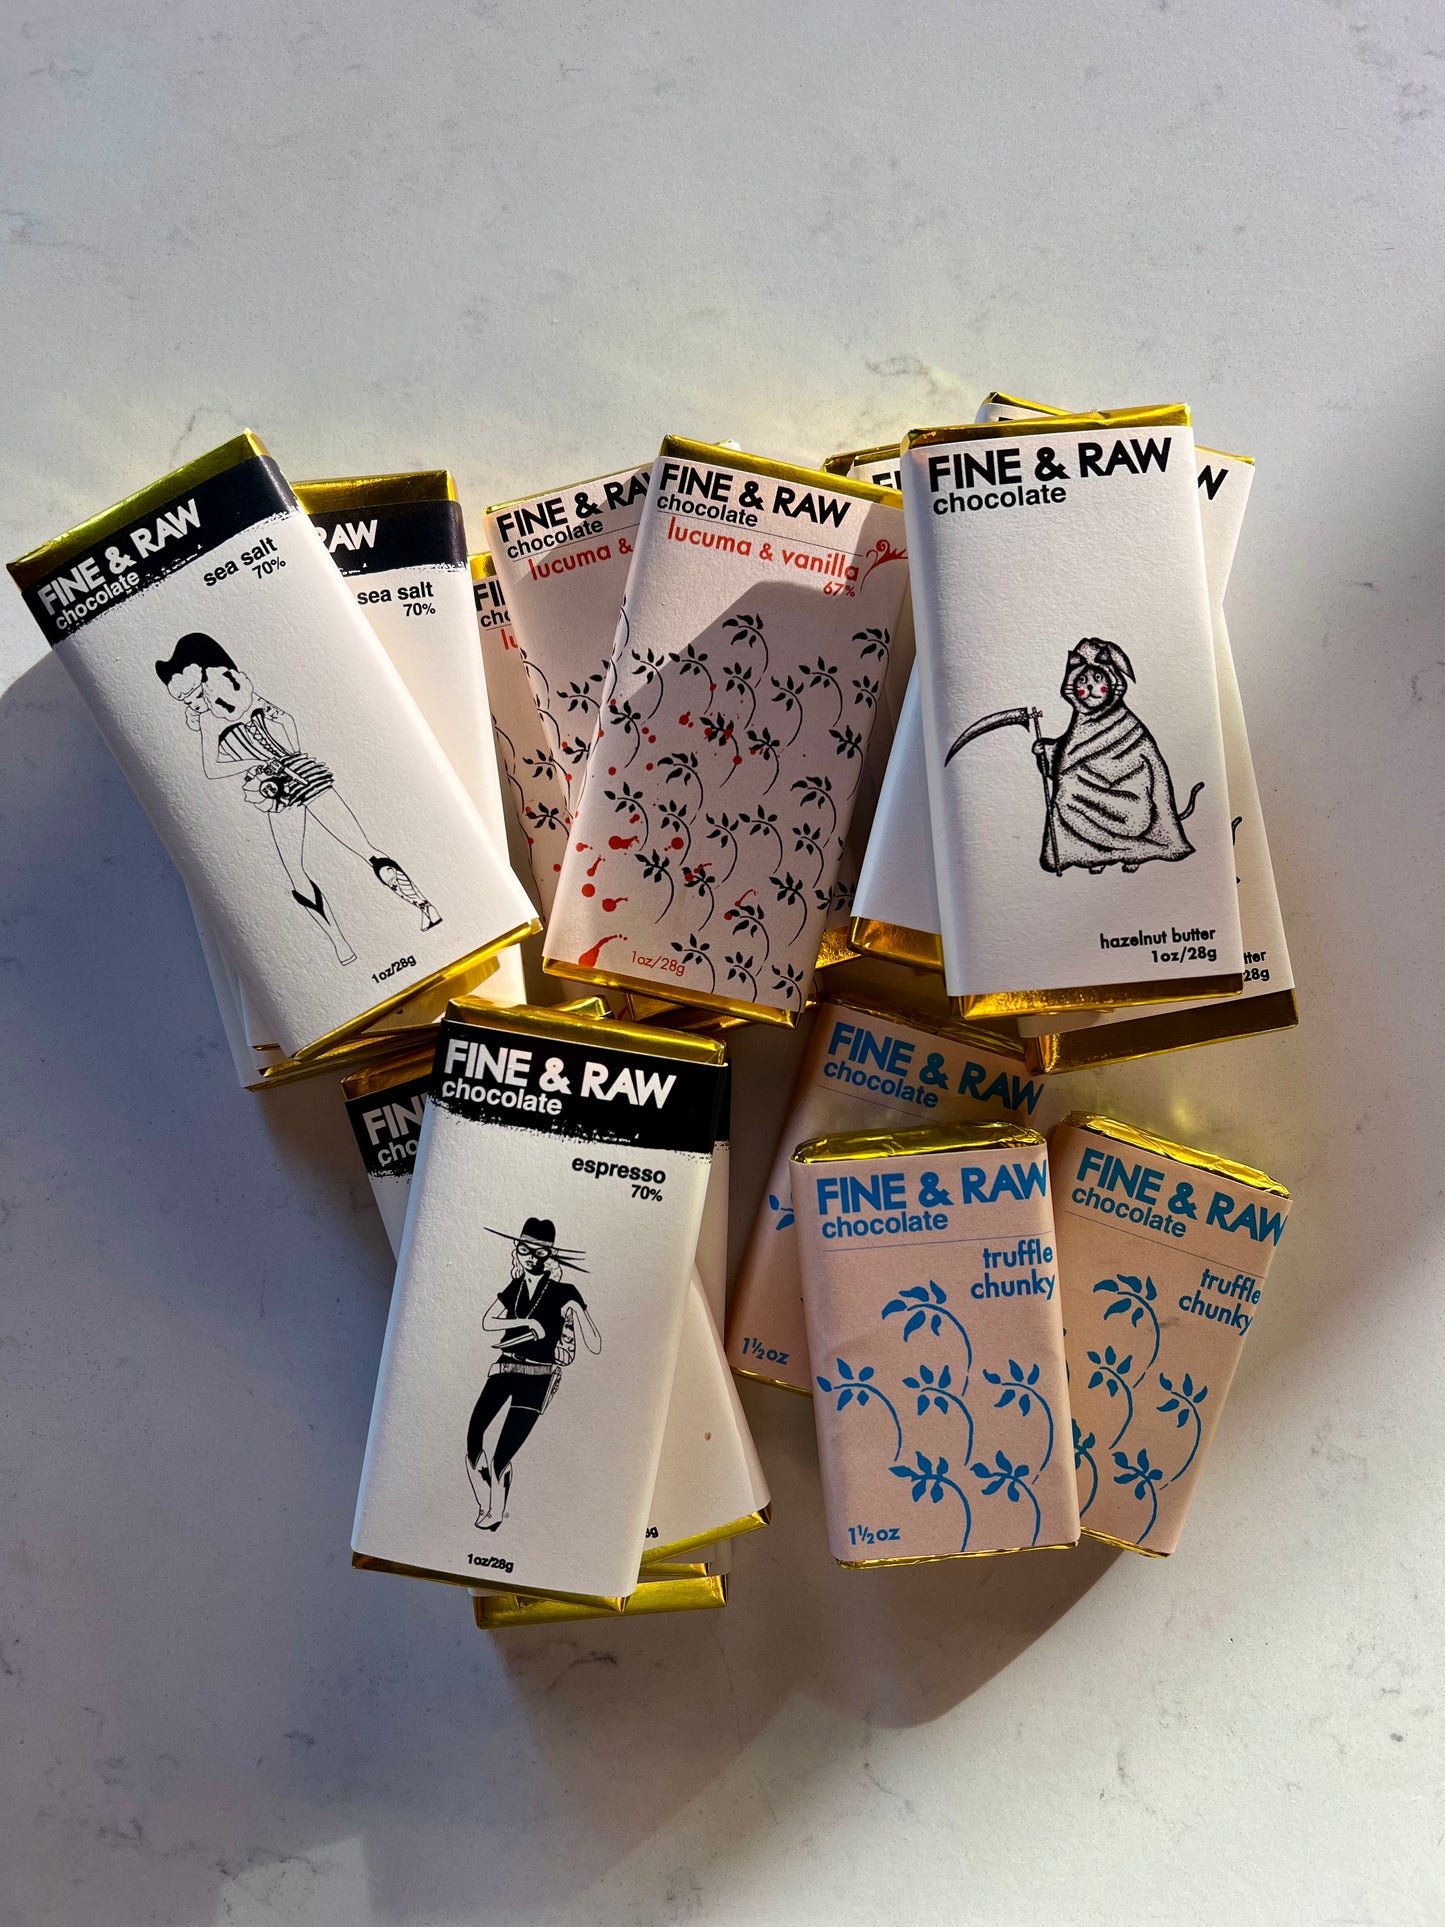 FINE & RAW
chocolate
sea salt
70%
1oz/28g
RAW
sea salt
70%
FINE & RA
chocolate
lucuma &
FINE & RAW
chocolate
lucuma & vanilla
67%
1oz/28g
FINE & RAW
chocolate
hazelnut butter
1oz/28g
28g
FINE & RAW
chocolate
espresso
70%
1oz/28g
FINE & RAW
chocolate
1½oz
FINE & RAW
chocolate
truffle
chunky
1½oz
FINE & RAW
chocolate
truffle
chunky